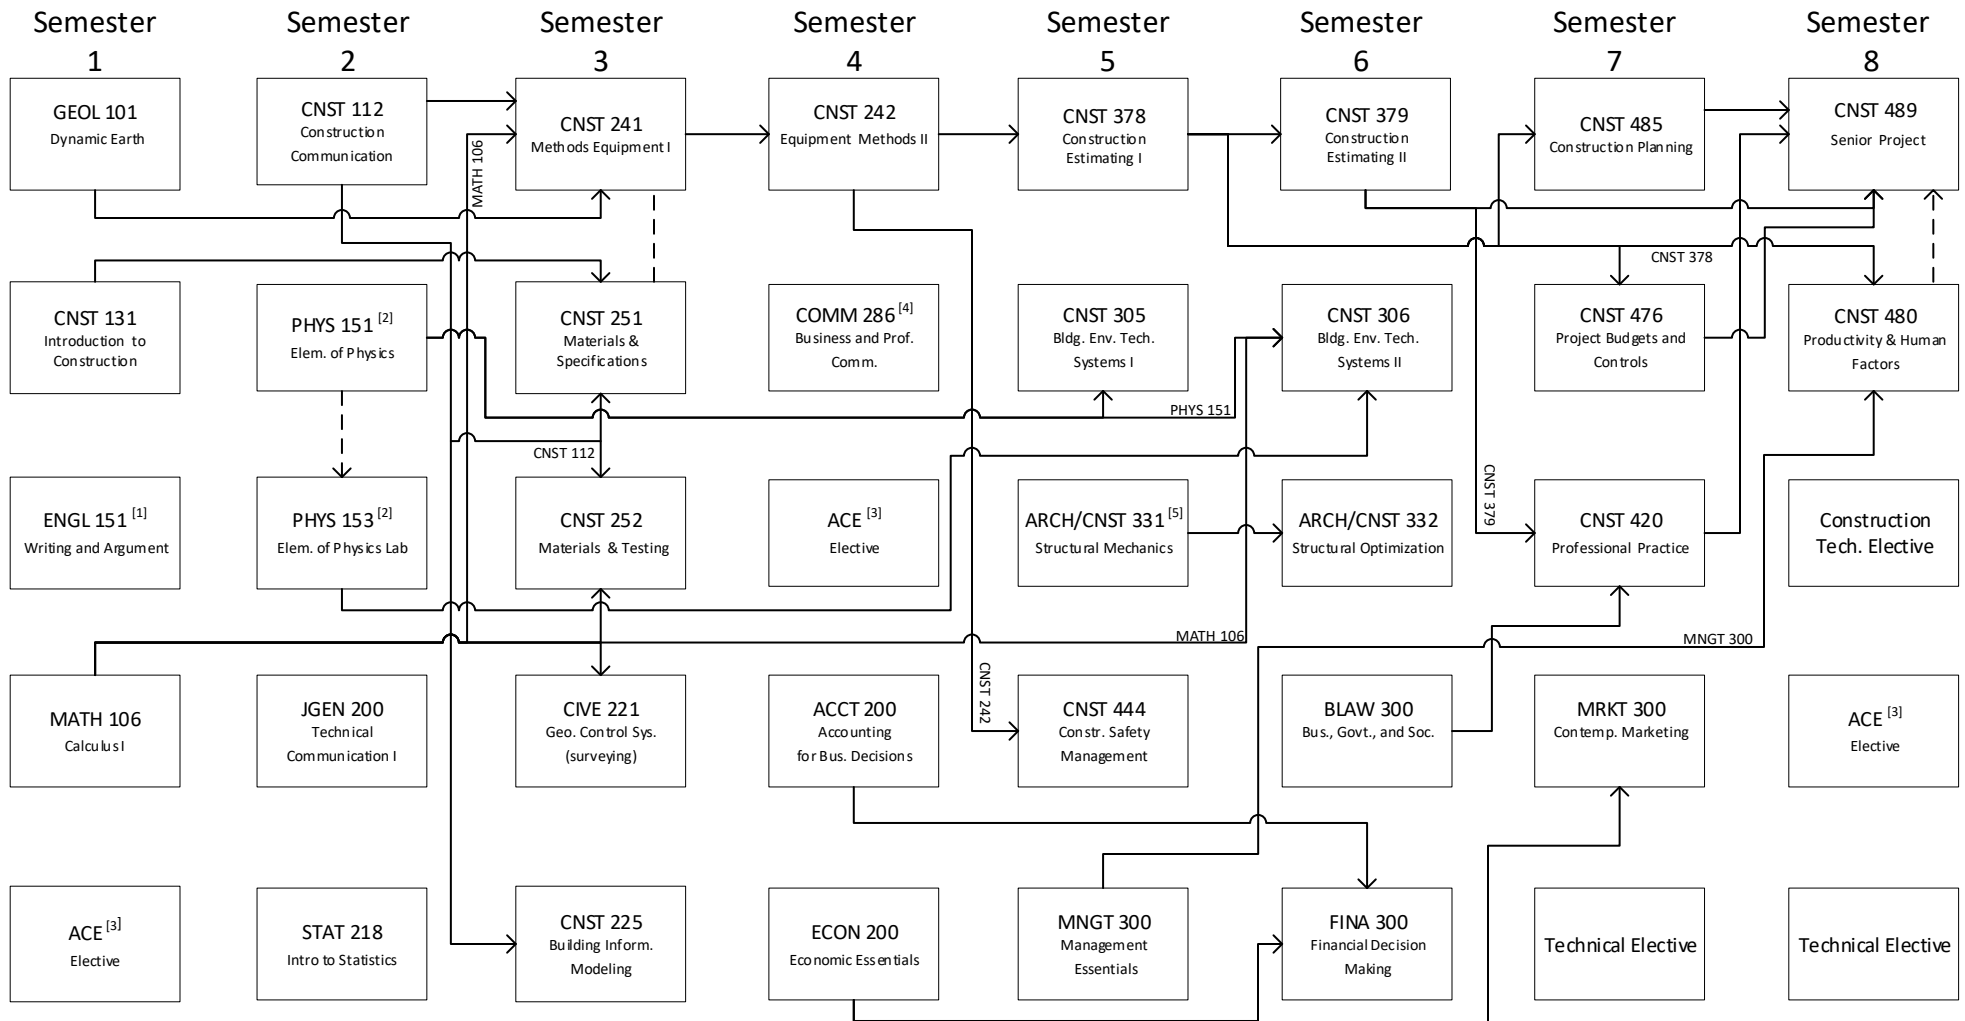 Semester
1
Semester
2
Semester
3
Semester
4
Semester
5
Semester
6
Semester
7
Semester
8
GEOL 101
Dynamic Earth
CNST 112
Construction
Communication
MATH 106
CNST 241
Methods Equipment I
CNST 242
Equipment Methods II
CNST 378
Construction
Estimating I
CNST 379
Construction
Estimating II
CNST 485
Construction Planning
CNST 489
Senior Project
CNST 378
CNST 131
Introduction to
Construction
PHYS 151 [2]
Elem. of Physics
CNST 251
Materials &
Specifications
COMM 286 [4]
Business and Prof.
Comm.
CNST 305
Bldg. Env. Tech.
Systems I
CNST 306
Bldg. Env. Tech.
Systems II
CNST 476
Project Budgets and
Controls
CNST 480
Productivity & Human
Factors
PHYS 151
CNST 112
ENGL 151 [1]
Writing and Argument
PHYS 153 [2]
Elem. of Physics Lab
CNST 252
Materials & Testing
ACE [3]
Elective
ARCH/CNST 331 [5]
Structural Mechanics
ARCH/CNST 332
Structural Optimization
CNST 379
CNST 420
Professional Practice
Construction
Tech. Elective
MATH 106
MNGT 300
MATH 106
Calculus I
JGEN 200
Technical
Communication I
CIVE 221
Geo. Control Sys.
(surveying)
ACCT 200
Accounting
for Bus. Decisions
CNST 242
CNST 444
Constr. Safety
Management
BLAW 300
Bus., Govt., and Soc.
MRKT 300
Contemp. Marketing
ACE [3]
Elective
ACE [3]
Elective
STAT 218
Intro to Statistics
CNST 225
Building Inform.
Modeling
ECON 200
Economic Essentials
MNGT 300
Management
Essentials
FINA 300
Financial Decision
Making
Technical Elective
Technical Elective